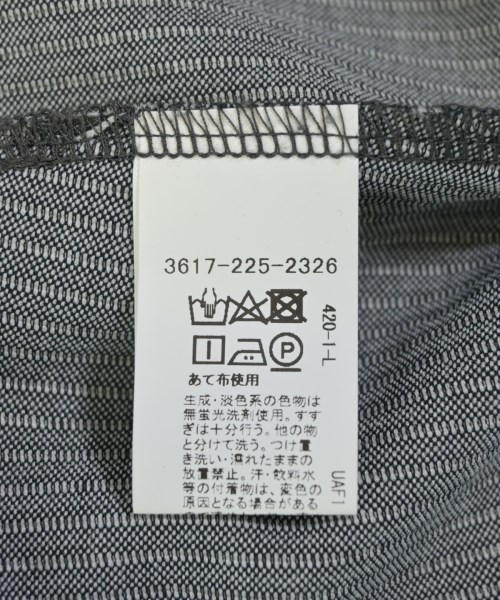 3617-225-2326
420-1-L
P
あて布使用
生成・淡色系の色物は
無蛍光洗剤使用。すす
ぎは十分行う。他の物
と分けて洗う。つけ置
き洗い・濡れたままの
放置禁止。汗・飲料水
等の付着物は、変色の
原因となる場合がある
UAF1